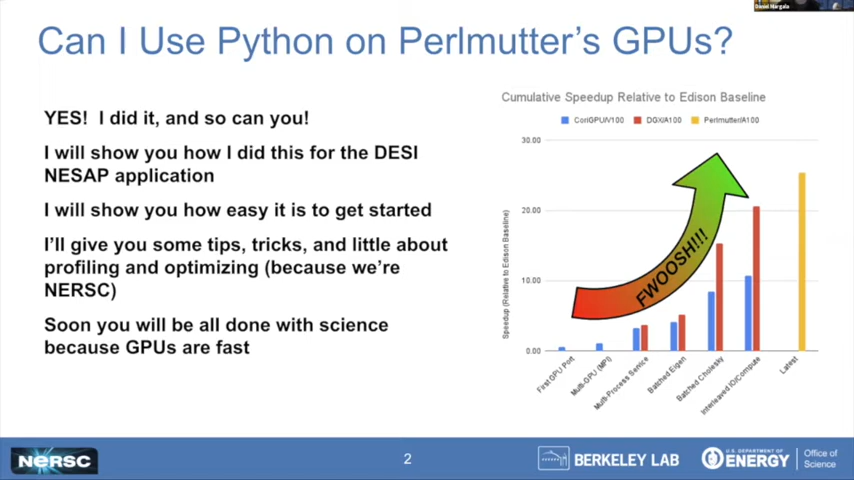 Daniel Margala
Can I Use Python on Perlmutter's GPUs?
YES! I did it, and so can you!
I will show you how I did this for the DESI
NESAP application
I will show you how easy it is to get started
I'll give you some tips, tricks, and little about
profiling and optimizing (because we're
NERSC)
Soon you will be all done with science
because GPUs are fast
Cumulative Speedup Relative to Edison Baseline
CoriGPU/V100 DGX/A100 Perlmutter/A100
Speedup (Relative to Edison Baseline)
30.00
20.00
10.00
0.00
FWOOSH!!!
First GPU Port
Multi-GPU (MPI)
Multi-Process Service
Batched Eigen
Batched Cholesky
Interleaved IO/Compute
Latest
NERSC
2
BERKELEY LAB
U.S. DEPARTMENT OF
ENERGY
Office of
Science